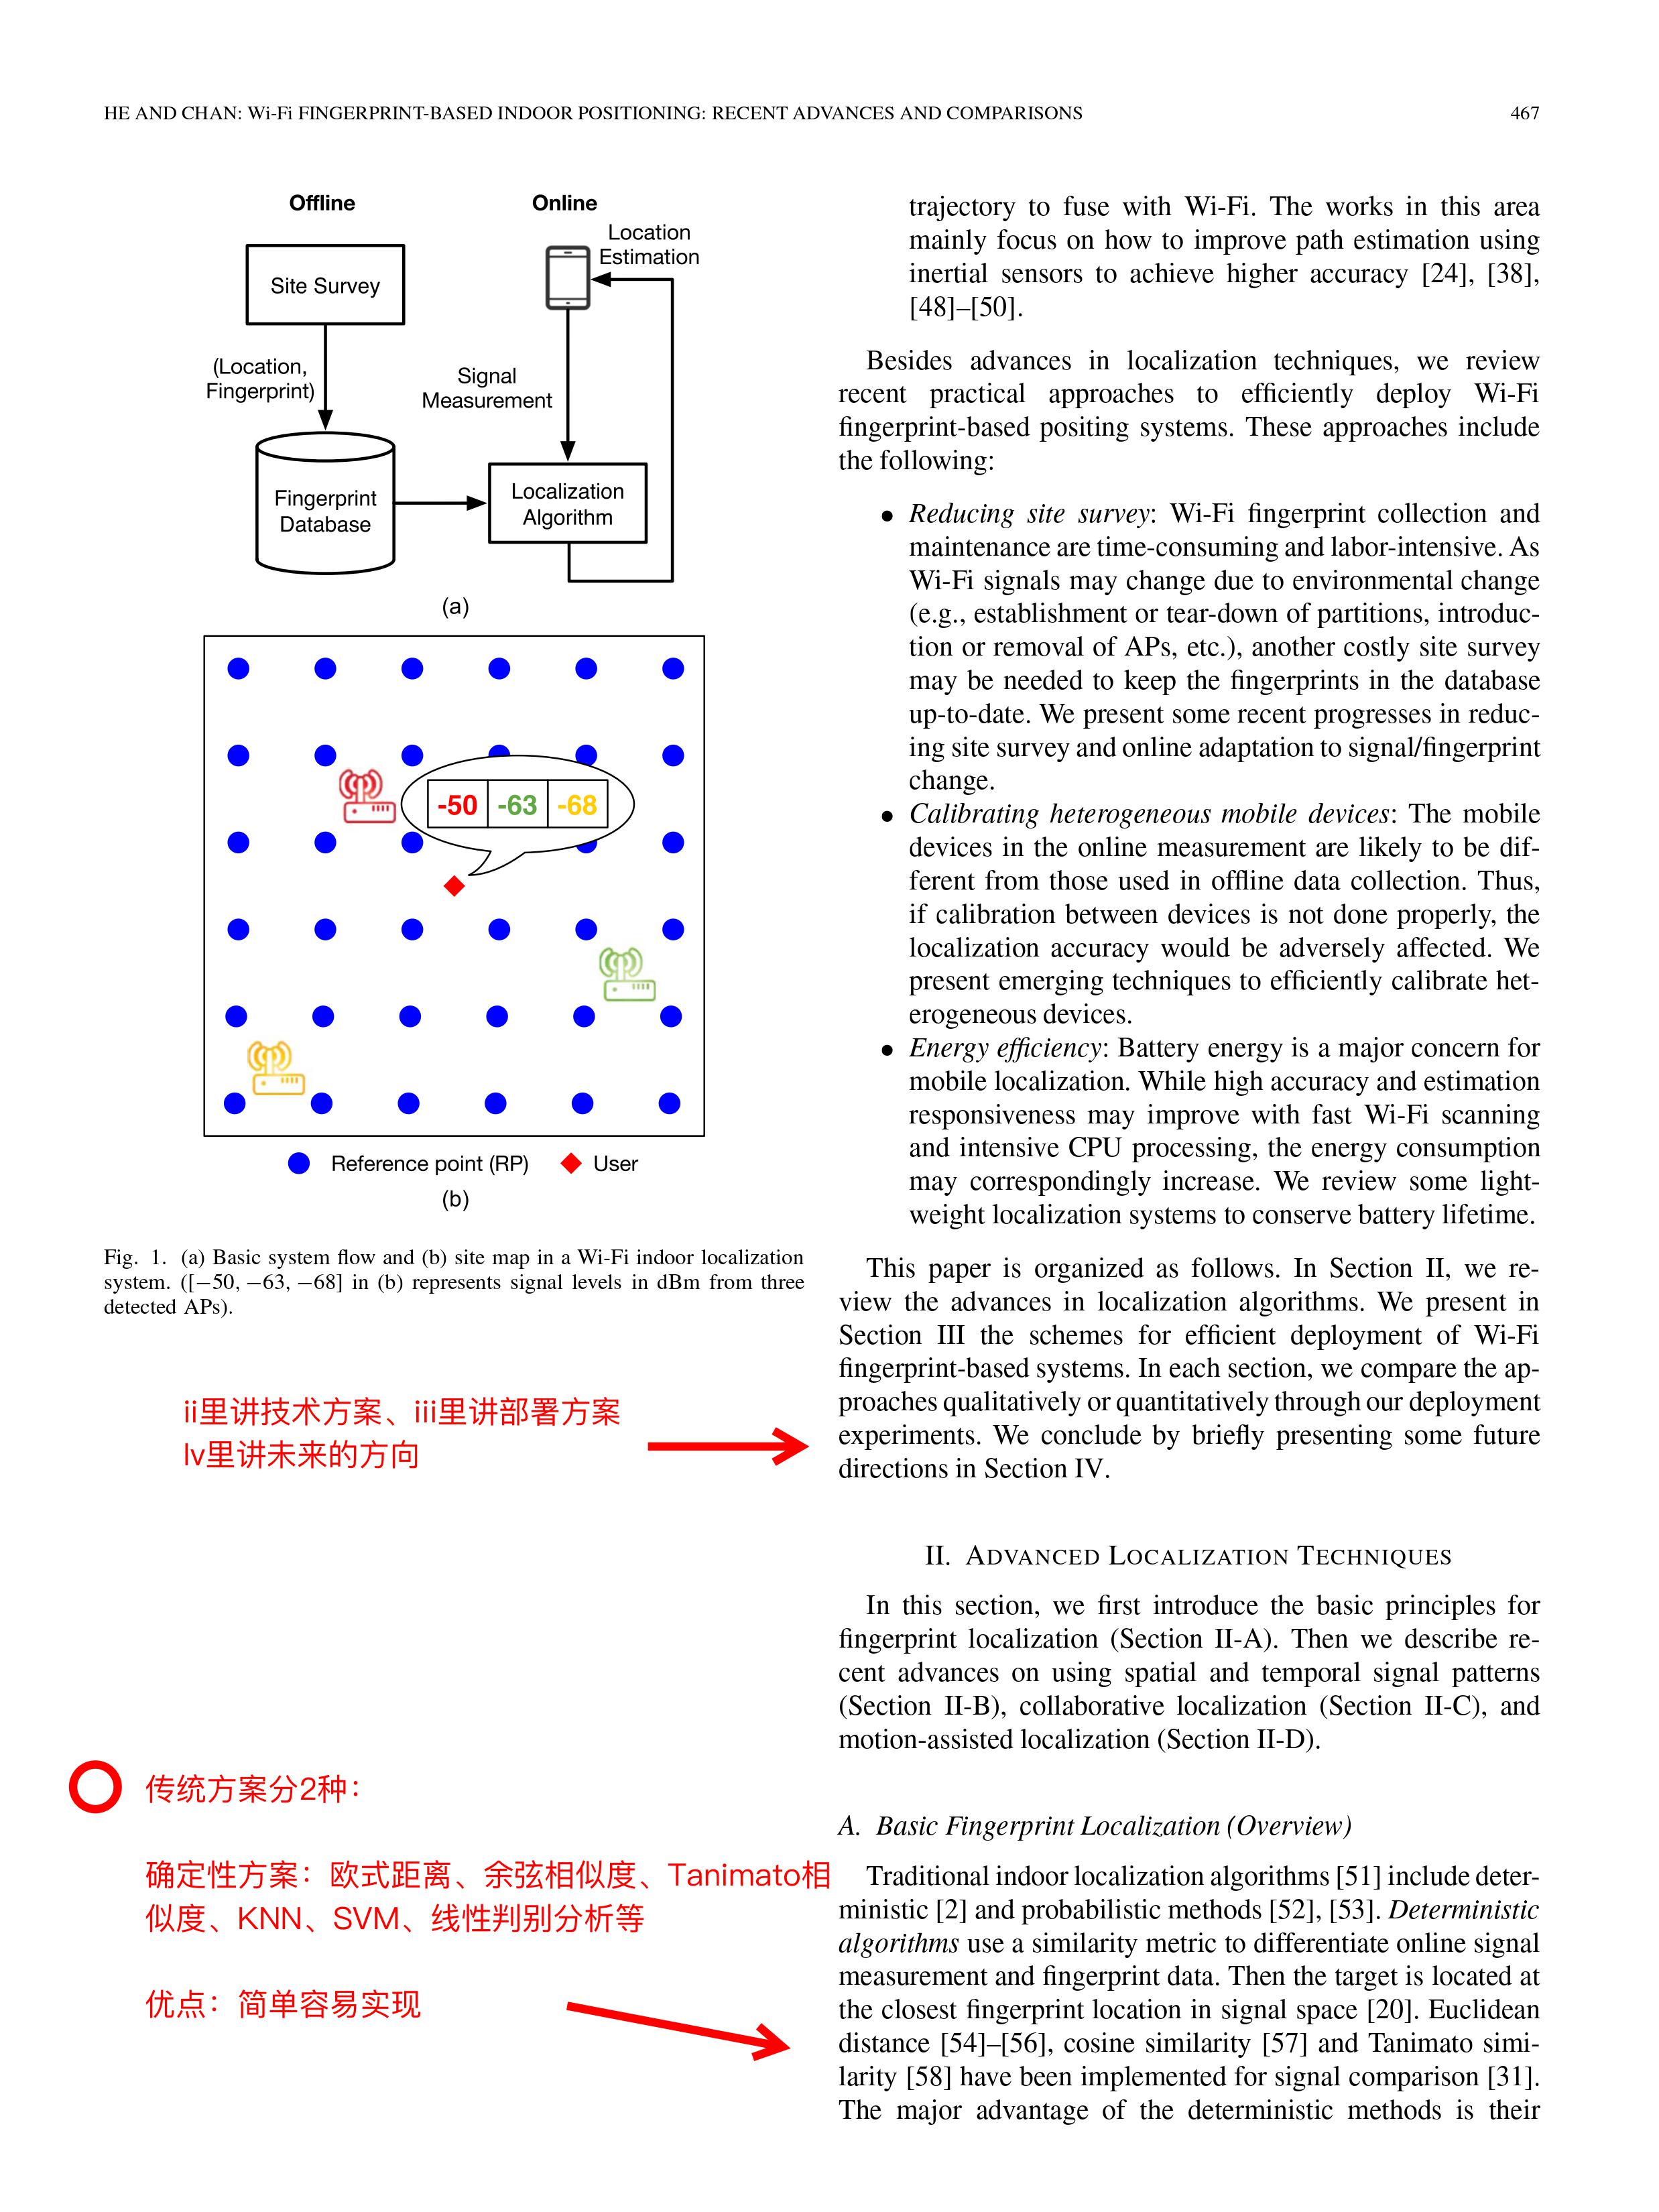 HE AND CHAN: Wi-Fi FINGERPRINT-BASED INDOOR POSITIONING: RECENT ADVANCES AND COMPARISONS
467
Offline
Online
Location
Estimation
Site Survey
(Location,
Fingerprint)
Signal
Measurement
Fingerprint
Database
Localization
Algorithm
(a)
-50 -63 -68
Reference point (RP)
User
(b)
Fig. 1. (a) Basic system flow and (b) site map in a Wi-Fi indoor localization
system. ([−50, −63, −68] in (b) represents signal levels in dBm from three
detected APs).
ii里讲技术方案、iii里讲部署方案
Iv里讲未来的方向
传统方案分2种：
确定性方案：欧式距离、余弦相似度、Tanimato相
似度、KNN、SVM、线性判别分析等
优点：简单容易实现
trajectory to fuse with Wi-Fi. The works in this area
mainly focus on how to improve path estimation using
inertial sensors to achieve higher accuracy [24], [38],
[48]–[50].
Besides advances in localization techniques, we review
recent practical approaches to efficiently deploy Wi-Fi
fingerprint-based positing systems. These approaches include
the following:
• Reducing site survey: Wi-Fi fingerprint collection and
maintenance are time-consuming and labor-intensive. As
Wi-Fi signals may change due to environmental change
(e.g., establishment or tear-down of partitions, introduc-
tion or removal of APs, etc.), another costly site survey
may be needed to keep the fingerprints in the database
up-to-date. We present some recent progresses in reduc-
ing site survey and online adaptation to signal/fingerprint
change.
• Calibrating heterogeneous mobile devices: The mobile
devices in the online measurement are likely to be dif-
ferent from those used in offline data collection. Thus,
if calibration between devices is not done properly, the
localization accuracy would be adversely affected. We
present emerging techniques to efficiently calibrate het-
erogeneous devices.
• Energy efficiency: Battery energy is a major concern for
mobile localization. While high accuracy and estimation
responsiveness may improve with fast Wi-Fi scanning
and intensive CPU processing, the energy consumption
may correspondingly increase. We review some light-
weight localization systems to conserve battery lifetime.
This paper is organized as follows. In Section II, we re-
view the advances in localization algorithms. We present in
Section III the schemes for efficient deployment of Wi-Fi
fingerprint-based systems. In each section, we compare the ap-
proaches qualitatively or quantitatively through our deployment
experiments. We conclude by briefly presenting some future
directions in Section IV.
II. ADVANCED LOCALIZATION TECHNIQUES
In this section, we first introduce the basic principles for
fingerprint localization (Section II-A). Then we describe re-
cent advances on using spatial and temporal signal patterns
(Section II-B), collaborative localization (Section II-C), and
motion-assisted localization (Section II-D).
A. Basic Fingerprint Localization (Overview)
Traditional indoor localization algorithms [51] include deter-
ministic [2] and probabilistic methods [52], [53]. Deterministic
algorithms use a similarity metric to differentiate online signal
measurement and fingerprint data. Then the target is located at
the closest fingerprint location in signal space [20]. Euclidean
distance [54]–[56], cosine similarity [57] and Tanimato simi-
larity [58] have been implemented for signal comparison [31].
The major advantage of the deterministic methods is their